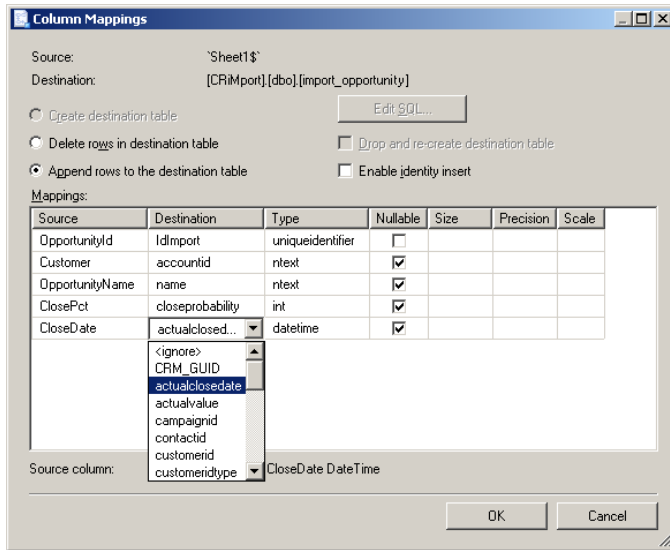 Column Mappings
Source: `Sheet1$`
Destination: [CRiMport].[dbo].[import_opportunity]
Create destination table
Edit SQL...
Delete rows in destination table
Drop and re-create destination table
Append rows to the destination table
Enable identity insert
Mappings:
Source Destination Type Nullable Size Precision Scale
OpportunityId IdImport uniqueidentifier
Customer accountid ntext
OpportunityName name ntext
ClosePct closeprobability int
CloseDate actualclosed... datetime
<ignore>
CRM_GUID
actualclosedate
actualvalue
campaignid
contactid
customerid
customeridtype
Source column: CloseDate DateTime
OK Cancel